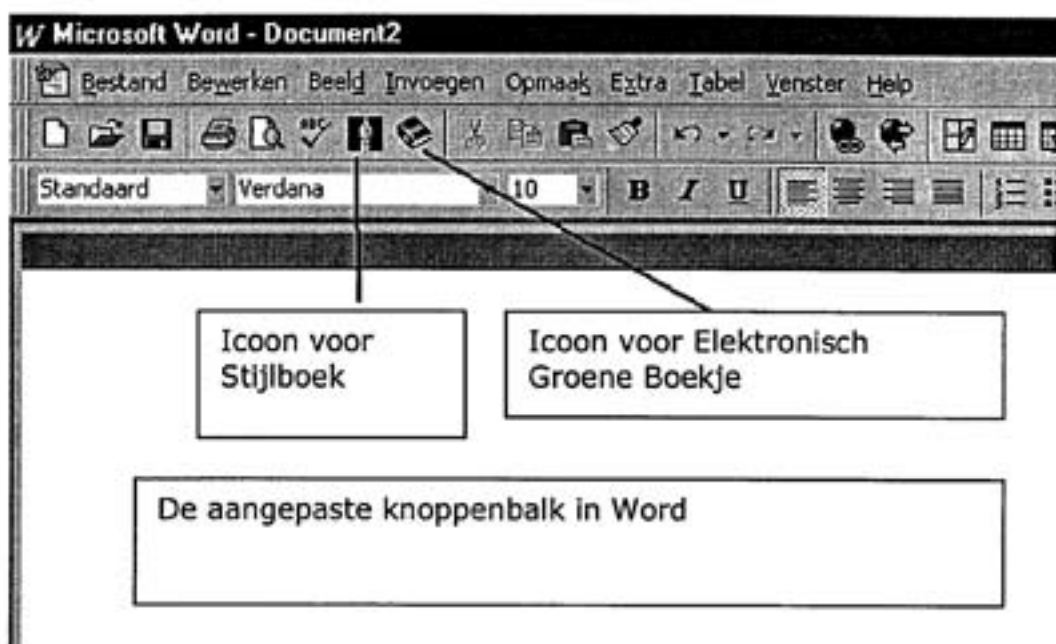 Microsoft Word - Document2
Bestand Bewerken Beeld Invoegen Opmaak Extra Tabel Venster Help
ABC
Standaard Verdana 10 B I U
Icoon voor
Stijlboek
Icoon voor Elektronisch
Groene Boekje
De aangepaste knoppenbalk in Word